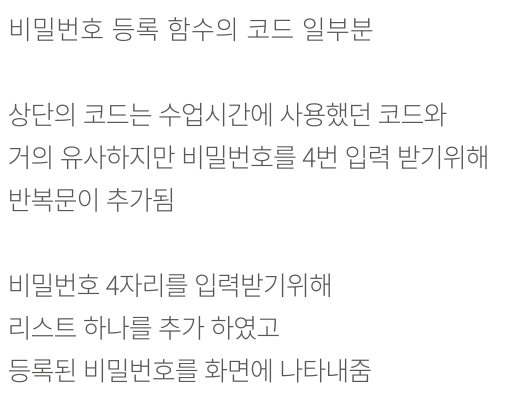 비밀번호 등록 함수의 코드 일부분
상단의 코드는 수업시간에 사용했던 코드와
거의 유사하지만 비밀번호를 4번 입력 받기위해
반복문이 추가됨
비밀번호 4자리를 입력받기위해
리스트 하나를 추가 하였고
등록된 비밀번호를 화면에 나타내줌